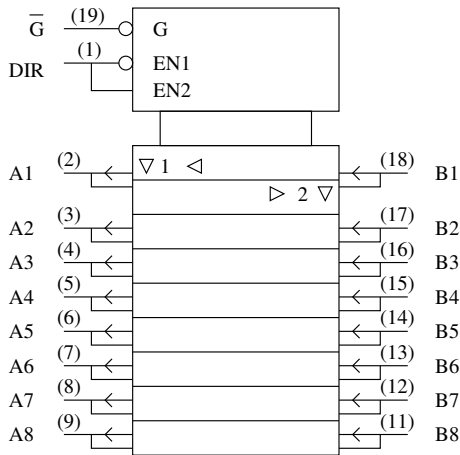 G (19) G
DIR (1) EN1
EN2
A1 (2) 1 (18) B1
2
A2 (3) (17) B2
A3 (4) (16) B3
A4 (5) (15) B4
A5 (6) (14) B5
A6 (7) (13) B6
A7 (8) (12) B7
A8 (9) (11) B8